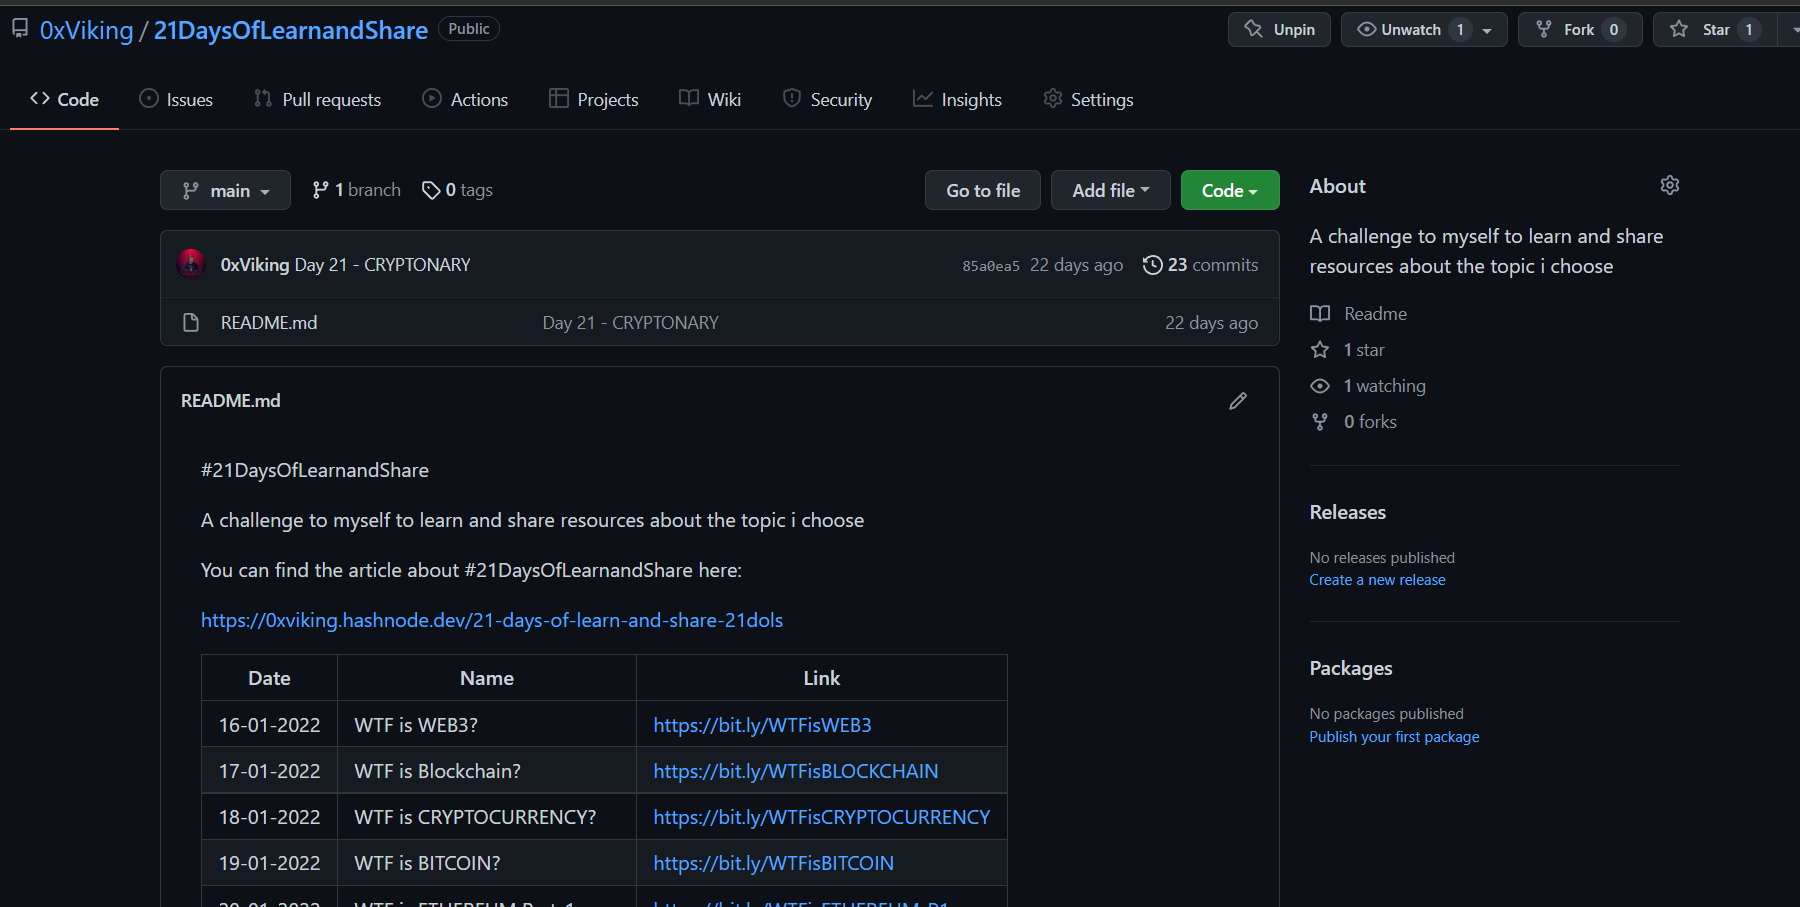 0xViking / 21DaysOfLearnandShare Public Unpin Unwatch 1 Fork 0 Star 1
Code Issues Pull requests Actions Projects Wiki Security Insights Settings
main 1 branch 0 tags Go to file Add file Code
0xViking Day 21 - CRYPTONARY 85a0ea5 22 days ago 23 commits
README.md Day 21 - CRYPTONARY 22 days ago
README.md
#21DaysOfLearnandShare
A challenge to myself to learn and share resources about the topic i choose
You can find the article about #21DaysOfLearnandShare here:
https://0xviking.hashnode.dev/21-days-of-learn-and-share-21dols
Date Name Link
16-01-2022 WTF is WEB3? https://bit.ly/WTFisWEB3
17-01-2022 WTF is Blockchain? https://bit.ly/WTFisBLOCKCHAIN
18-01-2022 WTF is CRYPTOCURRENCY? https://bit.ly/WTFisCRYPTOCURRENCY
19-01-2022 WTF is BITCOIN? https://bit.ly/WTFisBITCOIN
About
A challenge to myself to learn and share
resources about the topic i choose
Readme
1 star
1 watching
0 forks
Releases
No releases published
Create a new release
Packages
No packages published
Publish your first package